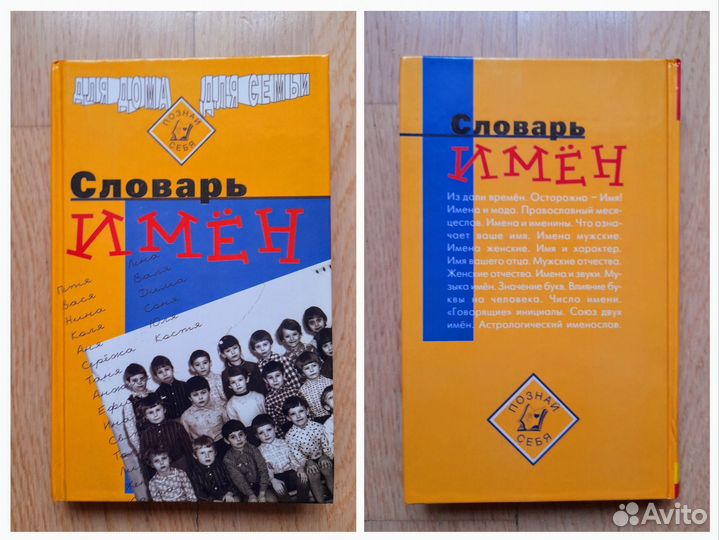 Для дома Для семьи
ПОЗНАЙ
СЕБЯ
Словарь
ИМЁН
Лена
Петя Валя
Вася Дима
Нина Соня
Коля Юля
Аня Костя
Серёжа
Таня
Словарь
ИМЁН
Из дали времён. Осторожно – Имя!
Имена и мода. Православный меся-
цеслов. Имена и именины. Что озна-
чает ваше имя. Имена мужские.
Имена женские. Имя и характер.
Имя вашего отца. Мужские отчества.
Женские отчества. Имена и звуки. Му-
зыка имён. Значение букв. Влияние бу-
квы на человека. Число имени.
«Говорящие» инициалы. Союз двух
имён. Астрологический именослав.
ПОЗНАЙ
СЕБЯ
Avito